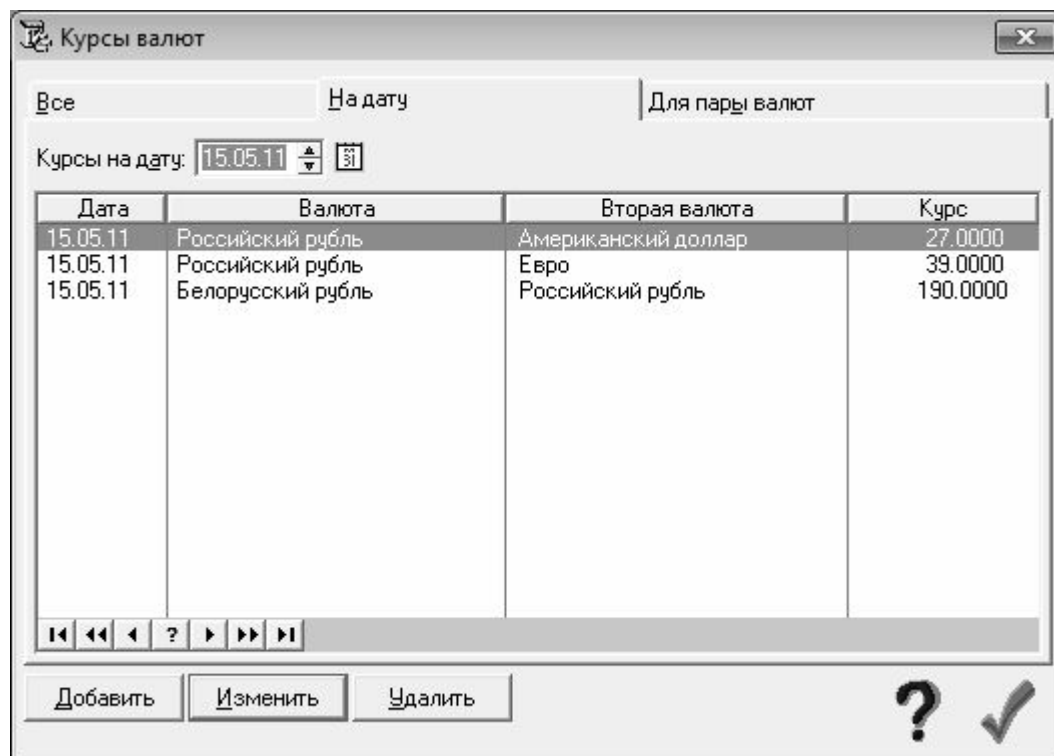 Курсы валют
Все На дату Для пары валют
Курсы на дату: 15.05.11 31
Дата Валюта Вторая валюта Курс
15.05.11 Российский рубль Американский доллар 27.0000
15.05.11 Российский рубль Евро 39.0000
15.05.11 Белорусский рубль Российский рубль 190.0000
?
Добавить Изменить Удалить ?